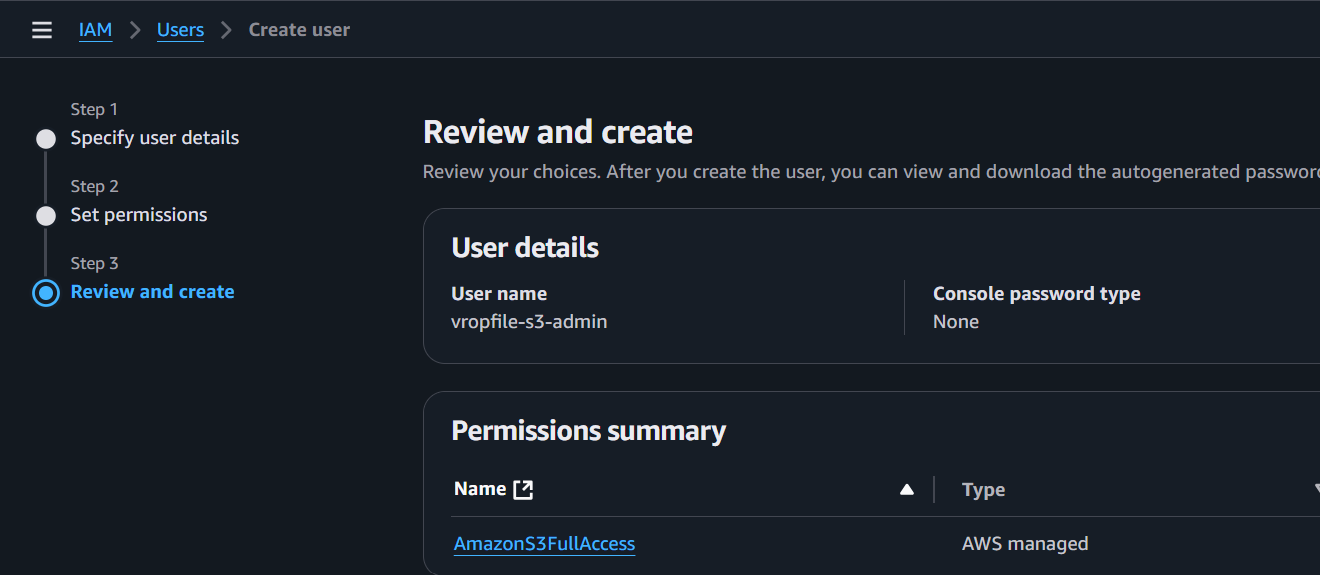 IAM > Users > Create user
Step 1
Specify user details
Step 2
Set permissions
Step 3
Review and create
Review and create
Review your choices. After you create the user, you can view and download the autogenerated password
User details
User name
vropfile-s3-admin
Console password type
None
Permissions summary
Name
Type
AmazonS3FullAccess
AWS managed